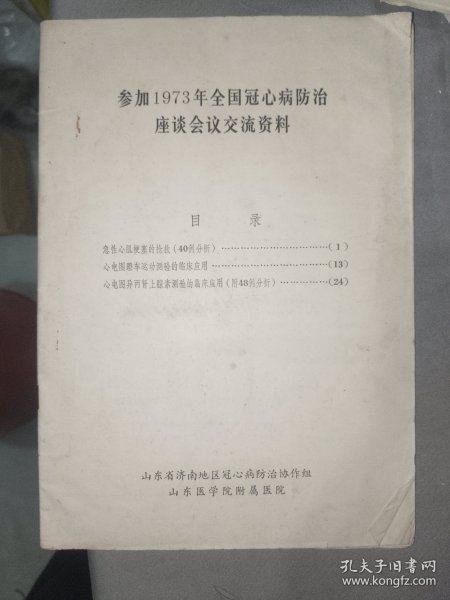 参加1973年全国冠心病防治
座谈会议交流资料
目 录
急性心肌梗塞的抢救（40例分析）……………………………（1）
心电图蹬车运动测验的临床应用………………………………（13）
心电图异丙肾上腺素测验的临床应用（附48例分析）……………（24）
山东省济南地区冠心病防治协作组
山东医学院附属医院
孔夫子旧书网
www.kongfz.com